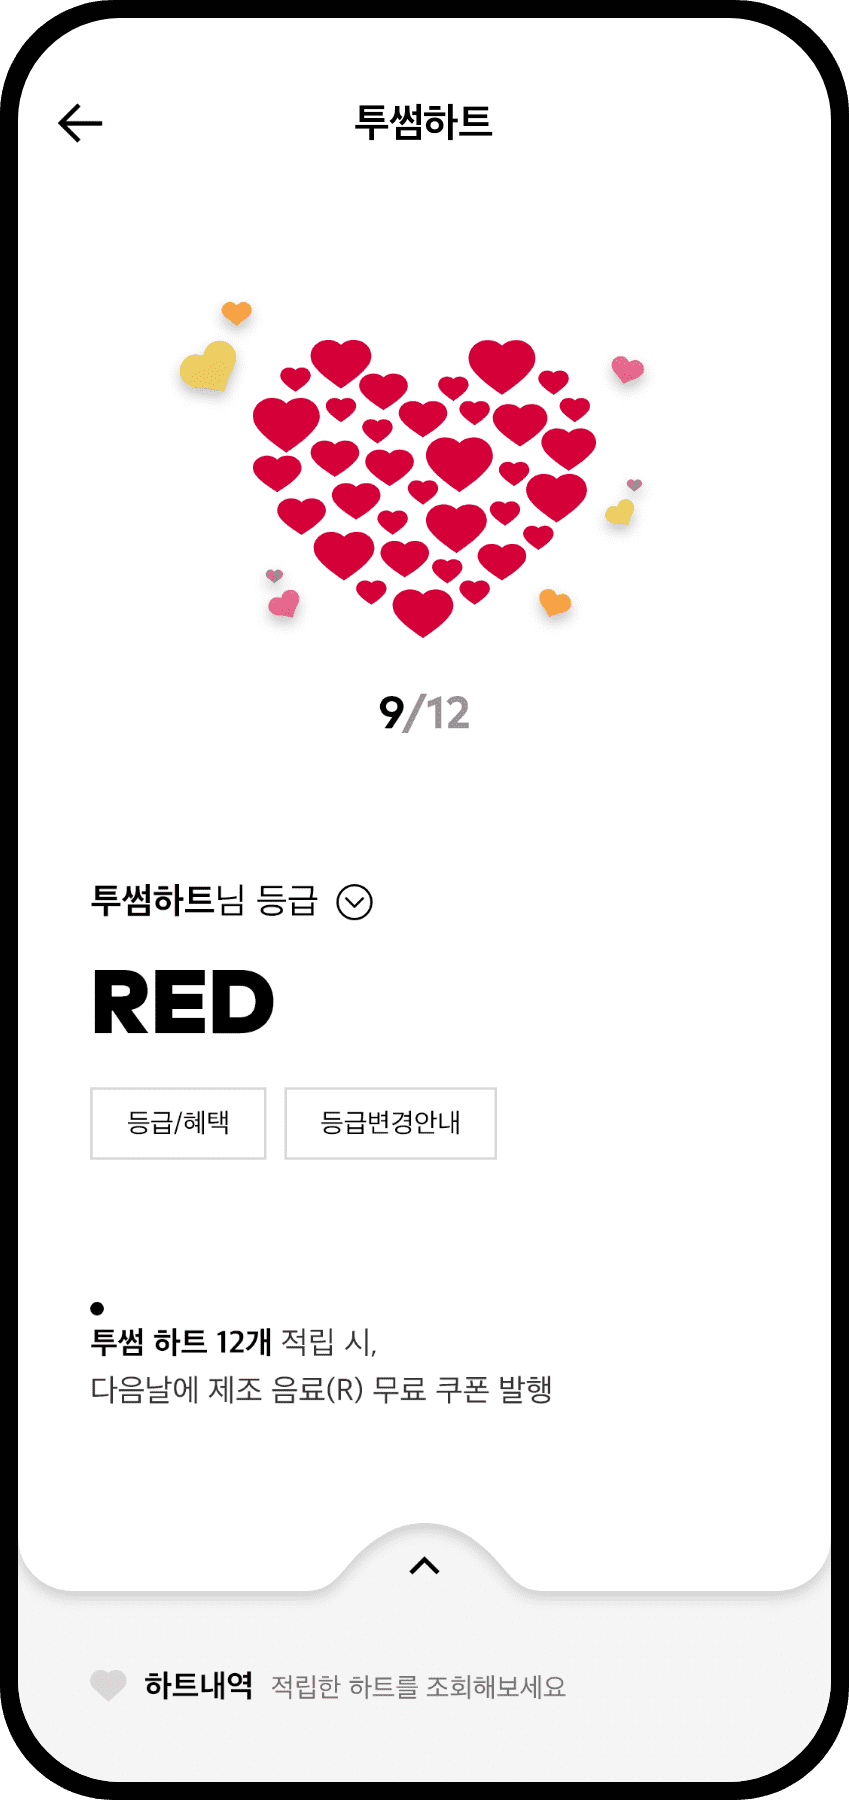 투썸하트
9/12
투썸하트님 등급
RED
등급/혜택
등급변경안내
투썸 하트 12개 적립 시,
다음날에 제조 음료(R) 무료 쿠폰 발행
하트내역 적립한 하트를 조회해보세요